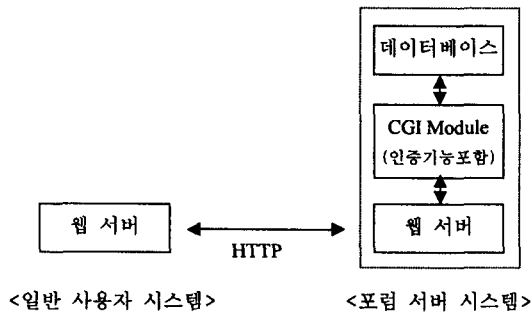 데이터베이스
CGI Module
(인증기능포함)
웹 서버
웹 서버
HTTP
<일반 사용자 시스템>
<포럼 서버 시스템>